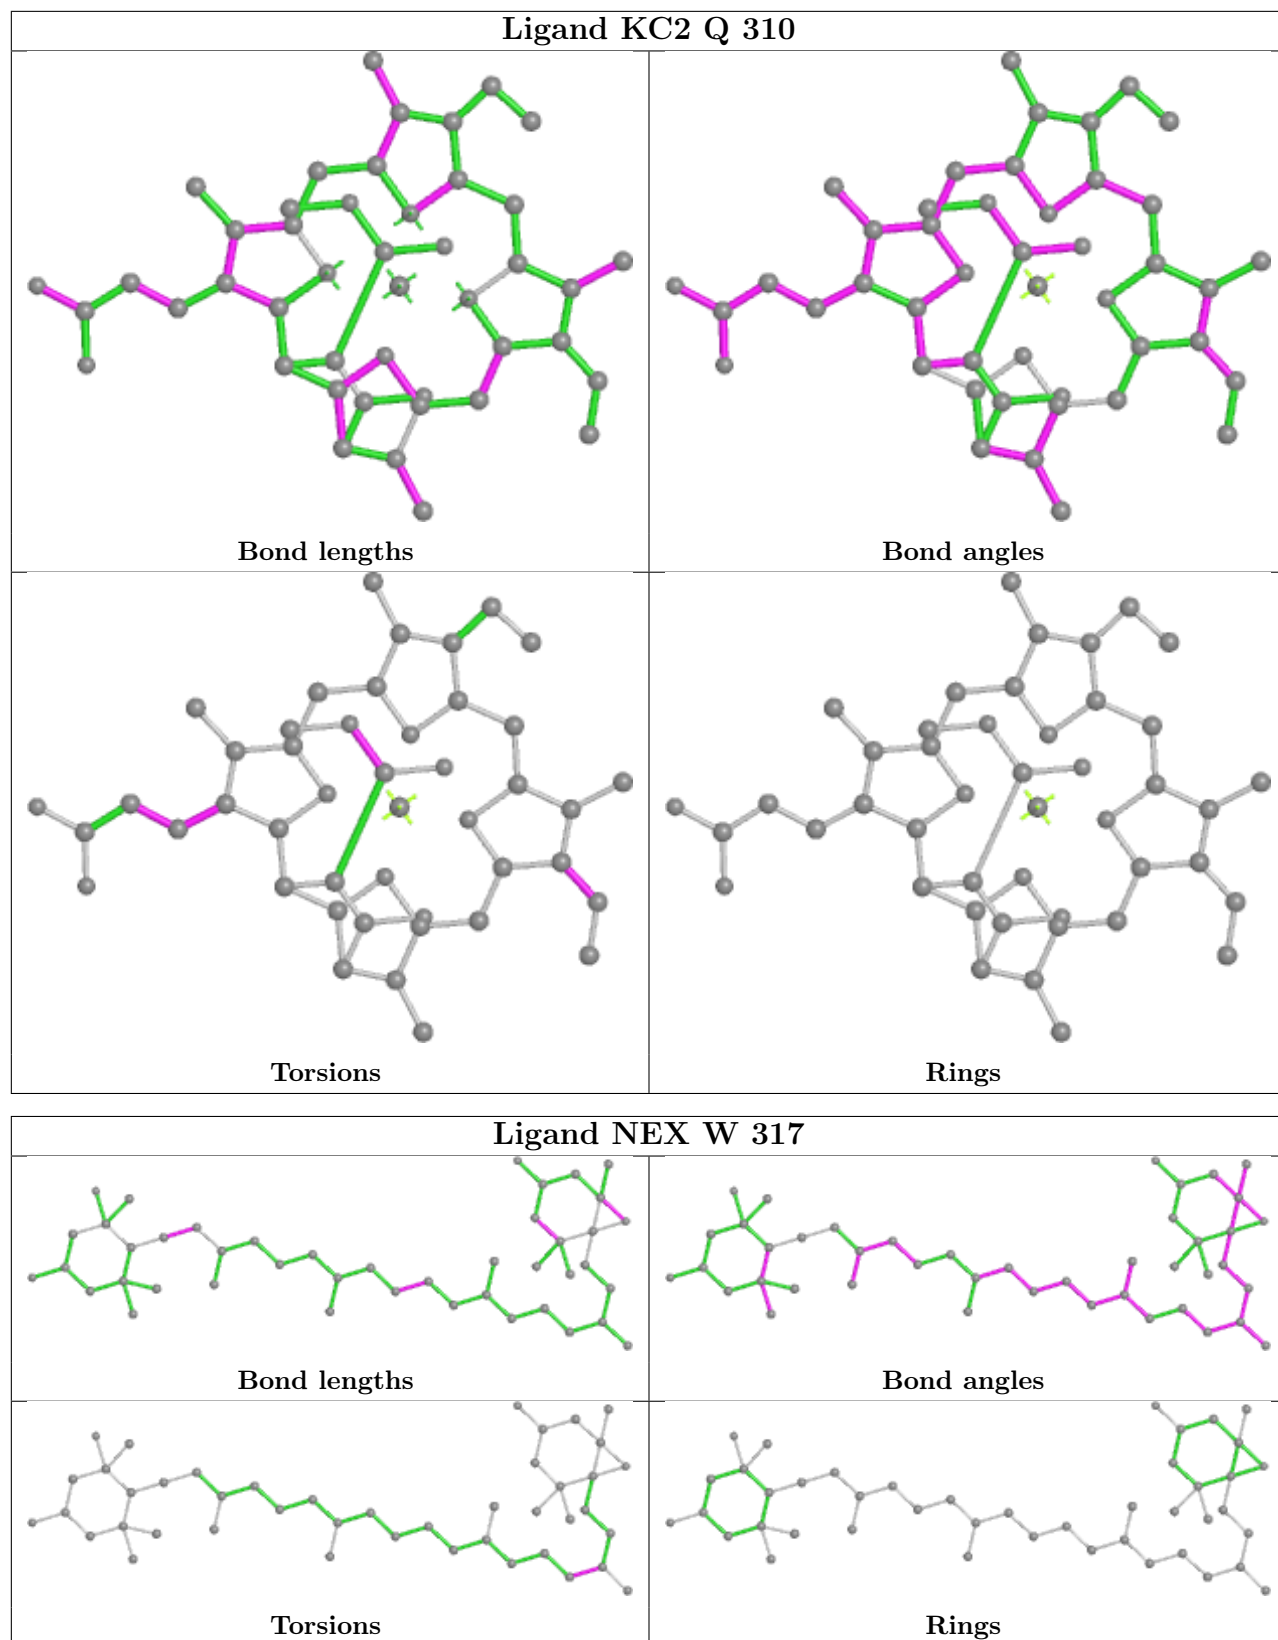 Ligand KC2 Q 310
Bond lengths
Bond angles
Torsions
Rings
Ligand NEX W 317
Bond lengths
Bond angles
Torsions
Rings